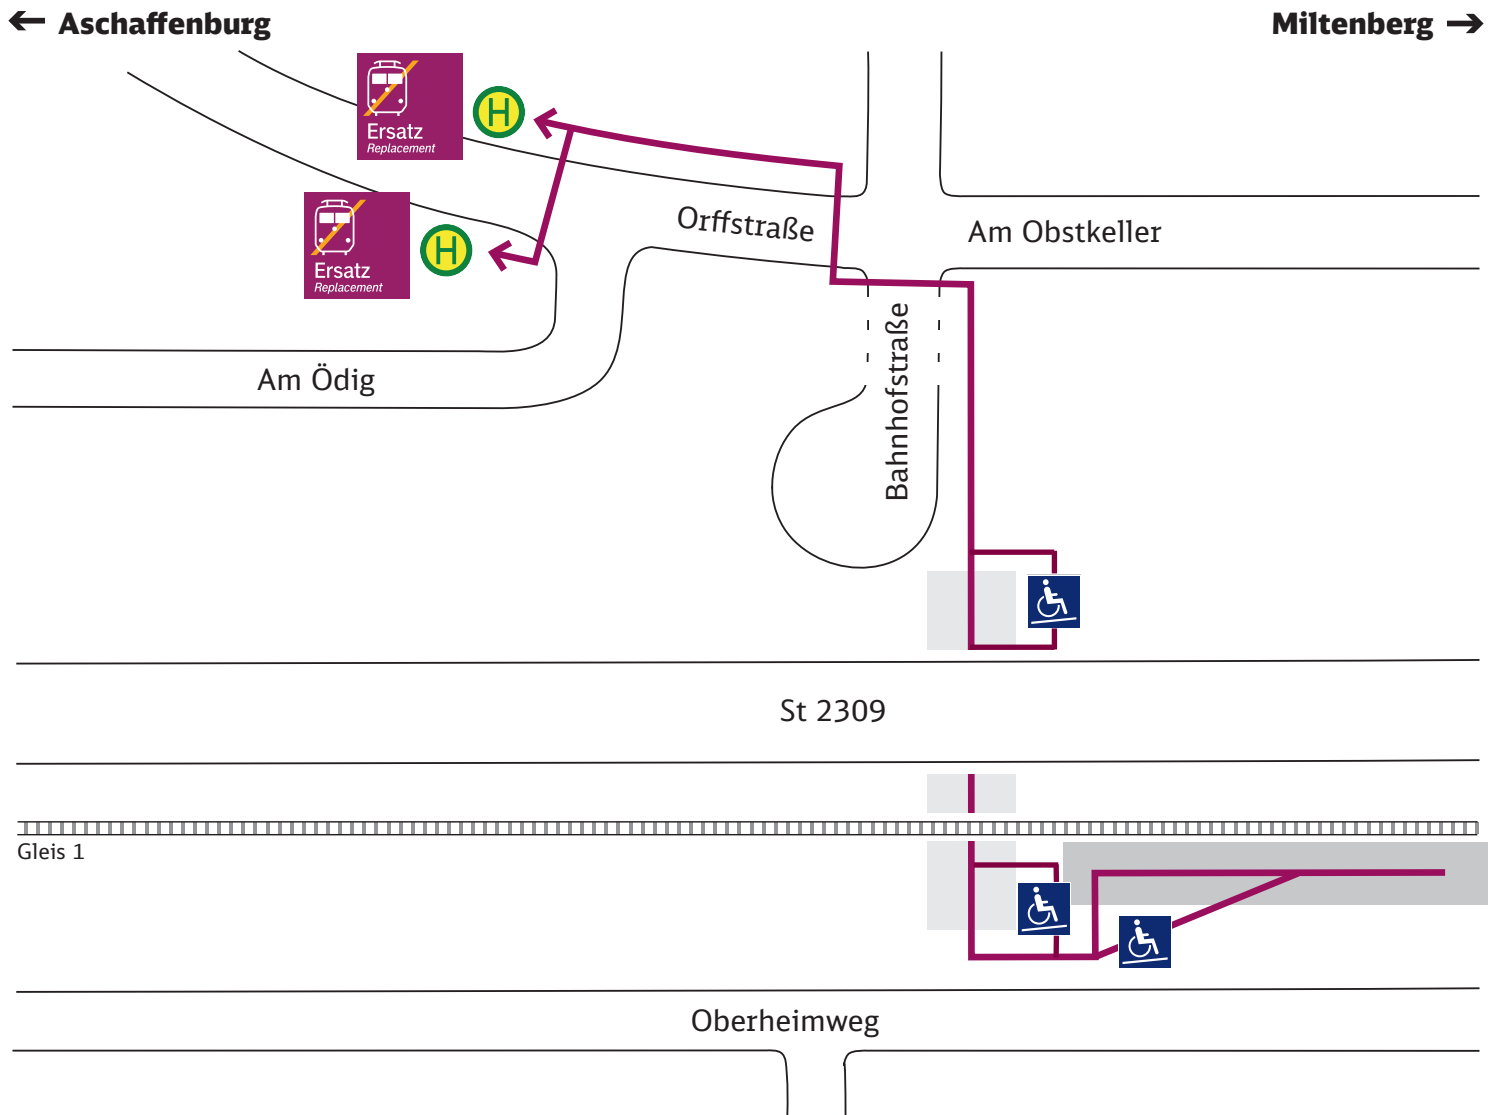 ← Aschaffenburg
Miltenberg →
Ersatz
Replacement
H
Ersatz
Replacement
H
Orffstraße
Am Obstkeller
Bahnhofstraße
Am Ödig
St 2309
Gleis 1
Oberheimweg